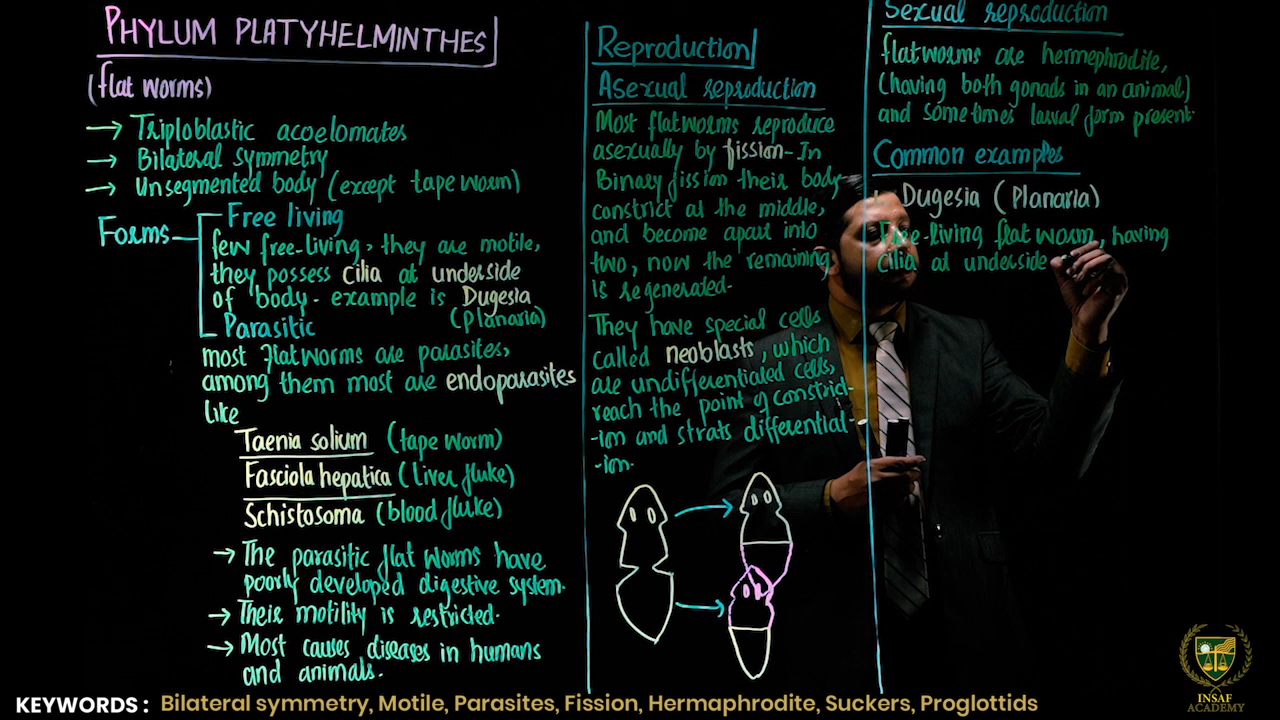 PHYLUM PLATYHELMINTHES
(flat worms)
→ Triploblastic acoelomates
→ Bilateral symmetry
→ Unsegmented body (except tape worm)
Forms
Free living
few free-living, they are motile,
they possess cilia at underside
of body. example is Dugesia
(Planaria)
Parasitic
most flatworms are parasites,
among them most are endoparasites
like
Taenia solium (tape worm)
Fasciola hepatica (Liver fluke)
Schistosoma (blood fluke)
→ The parasitic flat worms have
poorly developed digestive system.
→ Their motility is restricted.
→ Most causes diseases in humans
and animals.
Reproduction
Asexual reproduction
Most flatworms reproduce
asexually by fission- In
Binary fission their body
constrict at the middle,
and become apart into
two, now the remaining
is regenerated.
They have special cells
called neoblasts, which
are undifferentiated cells,
reach the point of constrict-
-ion and strats differential-
-ion.
Sexual reproduction
flatworms are hermephrodite,
(having both gonads in an animal)
and sometimes larval form present.
Common examples
Dugesia (Planaria)
Free-living flat worm, having
cilia at underside
KEYWORDS : Bilateral symmetry, Motile, Parasites, Fission, Hermaphrodite, Suckers, Proglottids
INSAF
ACADEMY